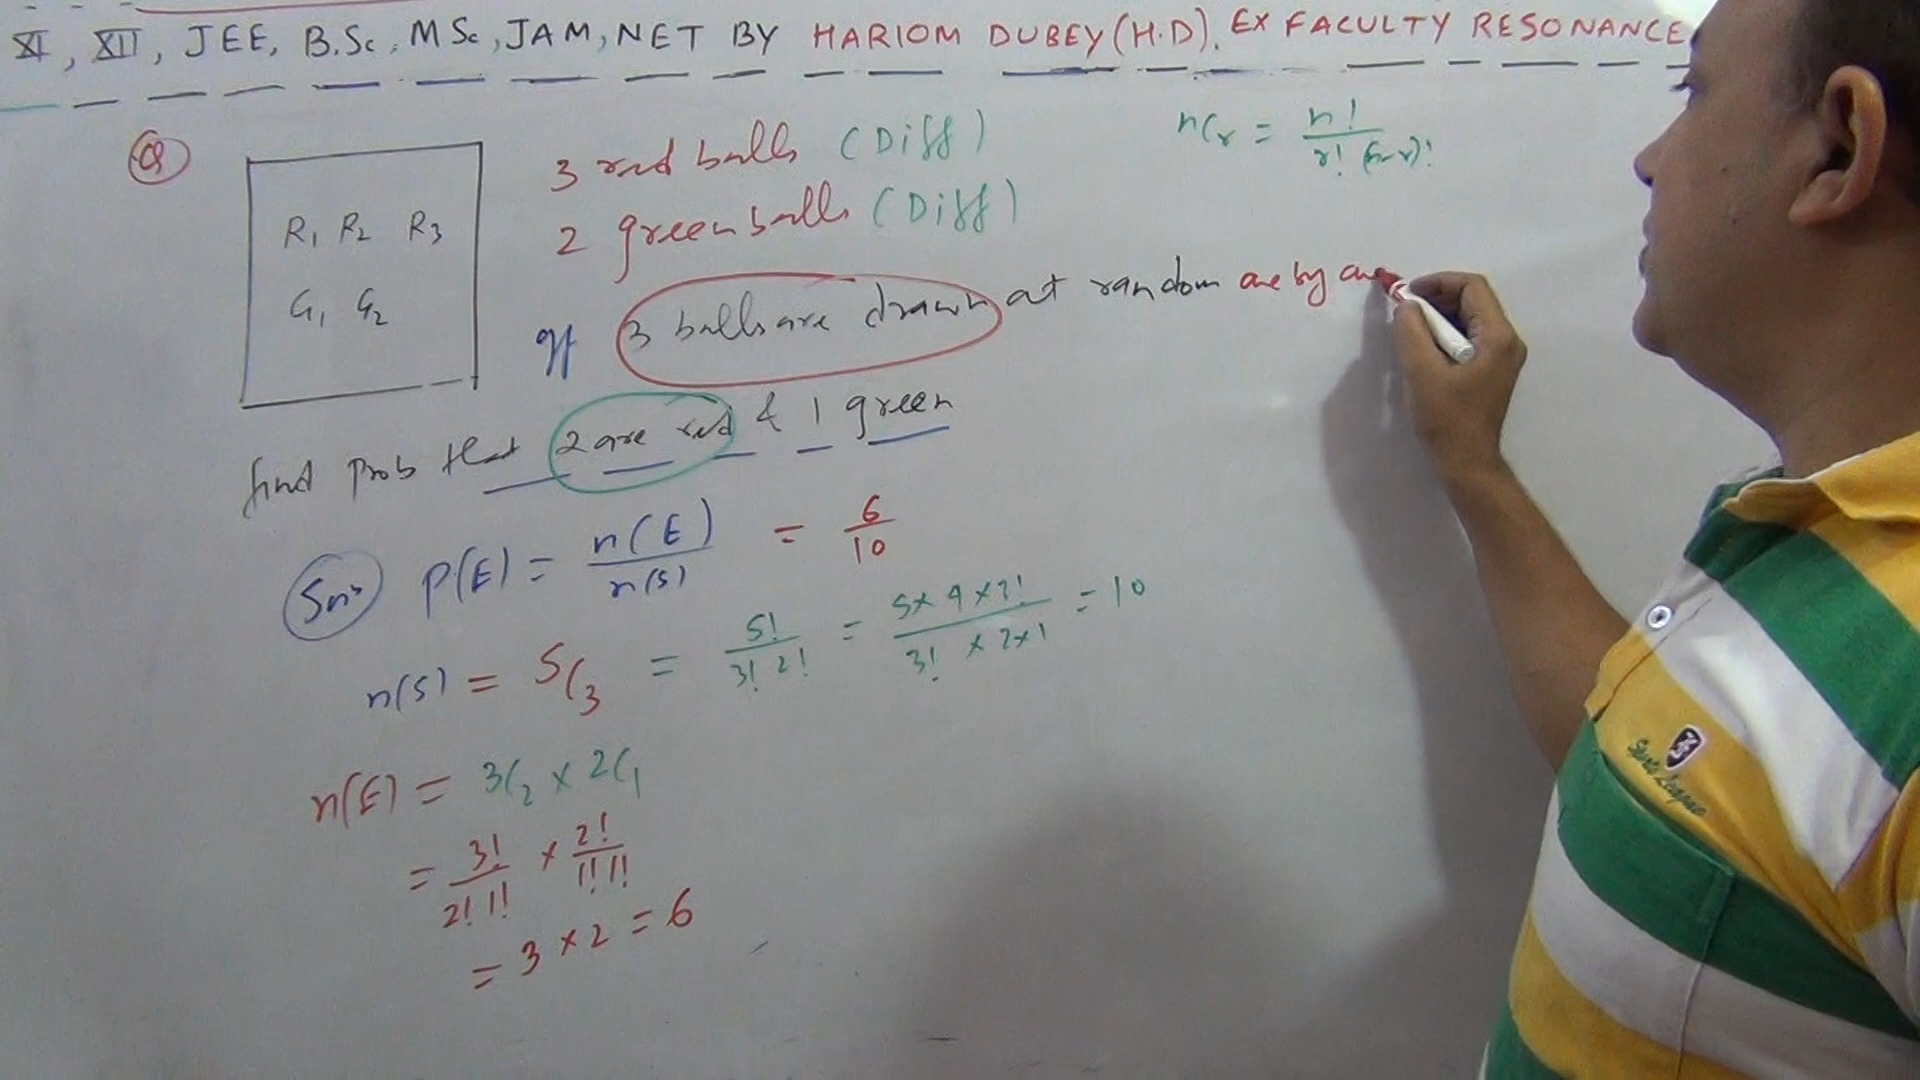 XI, XII, JEE, B.Sc, MSc, JAM, NET BY HARIOM DUBEY (H.D), EX FACULTY RESONANCE
Q
3 red balls (Diff)
nCr = n! / r! (n-r)!
R1 R2 R3
2 green balls (Diff)
G1 G2
If 3 balls are drawn at random one by one
find prob that 2 are red & 1 green
Soln P(E) = n(E) / n(S) = 6 / 10
n(S) = 5C3 = 5! / 3! 2! = 5 × 4 × 3! / 3! × 2×1 = 10
n(E) = 3C2 × 2C1
= 3! / 2! 1! × 2! / 1! 1!
= 3 × 2 = 6